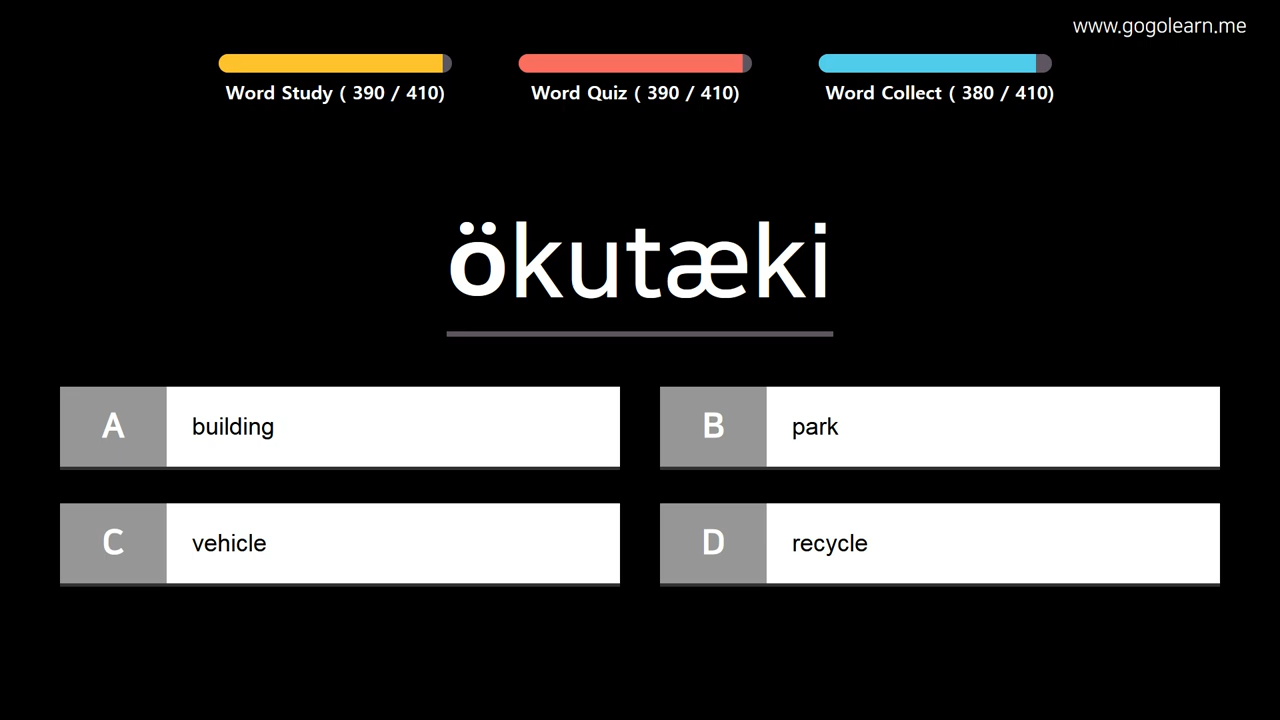 www.gogolearn.me
Word Study ( 390 / 410)
Word Quiz ( 390 / 410)
Word Collect ( 380 / 410)
ökutæki
A building
B park
C vehicle
D recycle